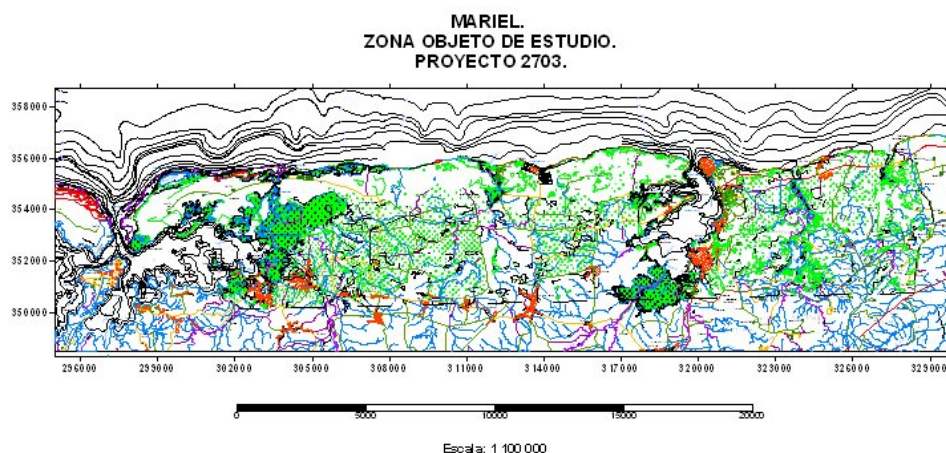 MARIEL.
ZONA OBJETO DE ESTUDIO.
PROYECTO 2703.
358000
356000
354000
352000
350000
296000 299000 302000 305000 308000 311000 314000 317000 320000 323000 326000 329000
0 5000 10000 15000 20000
Escala: 1 100 000